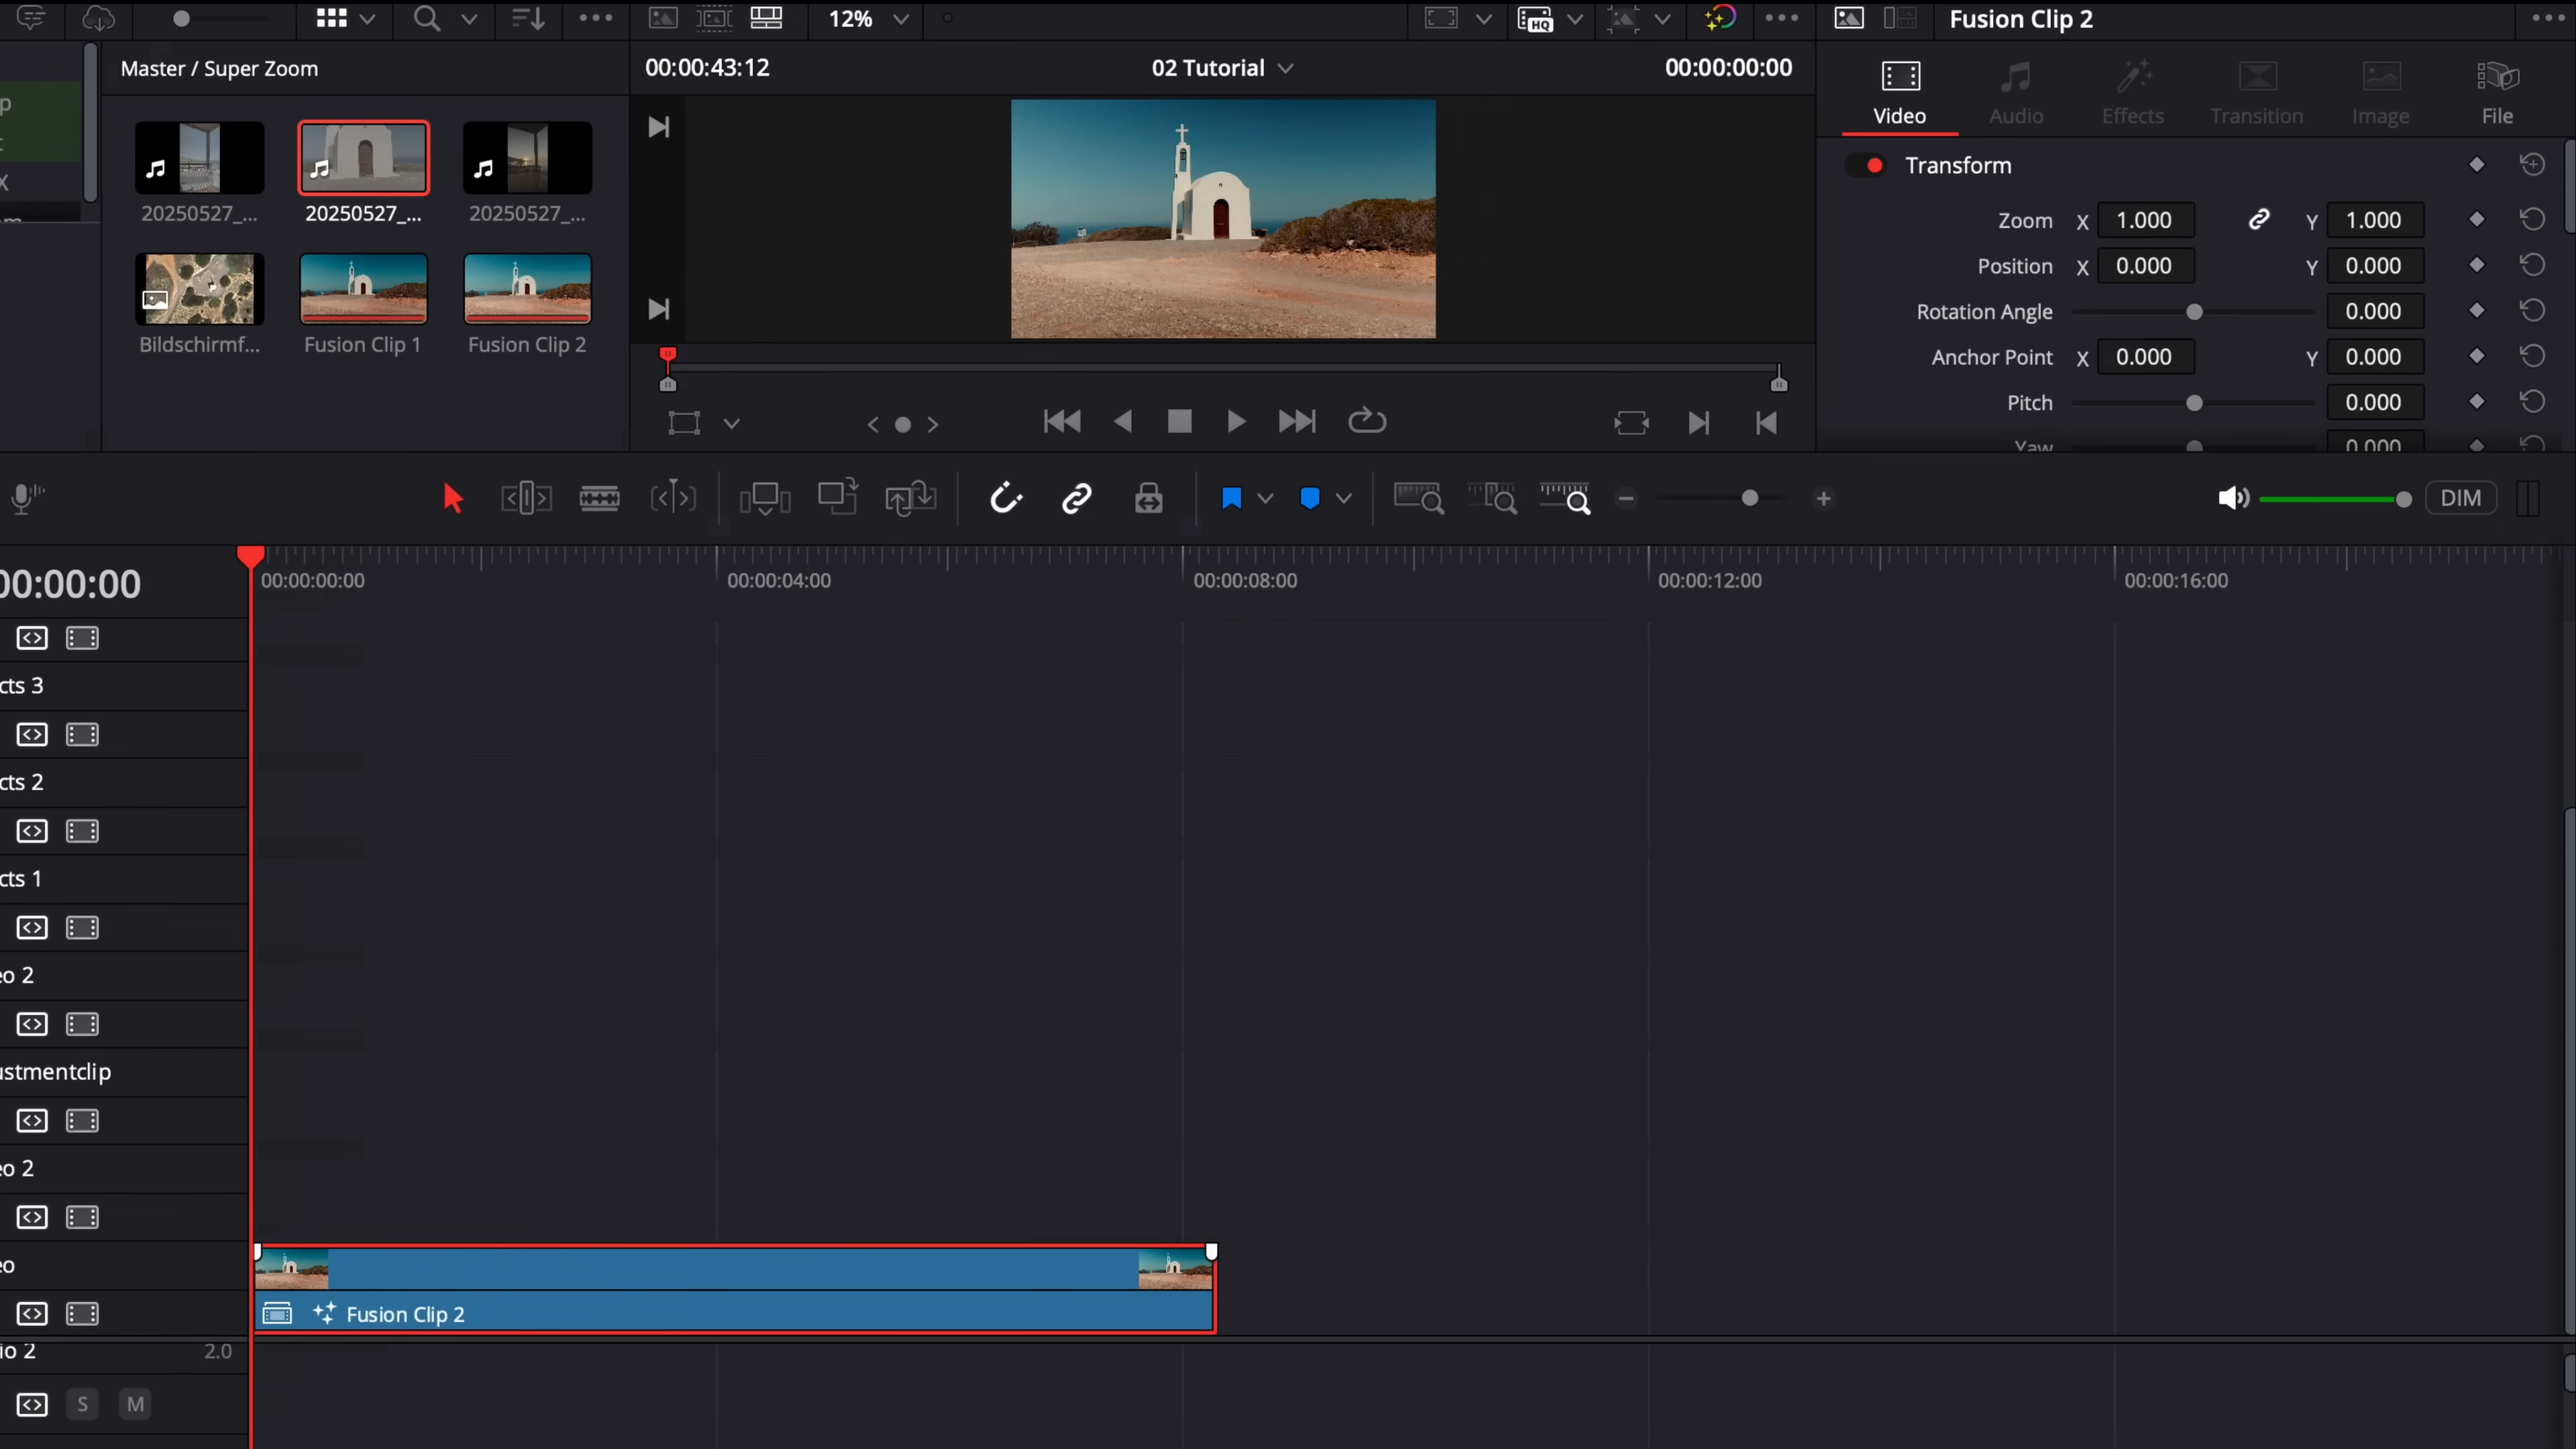 12%
HQ
Fusion Clip 2
Master / Super Zoom
00:00:43:12
02 Tutorial
00:00:00:00
Video
Audio
Effects
Transition
Image
File
p
t
X
20250527_...
20250527_...
20250527_...
Bildschirmf...
Fusion Clip 1
Fusion Clip 2
Transform
Zoom X 1.000 Y 1.000
Position X 0.000 Y 0.000
Rotation Angle 0.000
Anchor Point X 0.000 Y 0.000
Pitch 0.000
Yaw 0.000
DIM
00:00:00
00:00:00:00
00:00:04:00
00:00:08:00
00:00:12:00
00:00:16:00
cts 3
cts 2
cts 1
eo 2
ustmentclip
eo 2
eo
Fusion Clip 2
io 2 2.0
S M